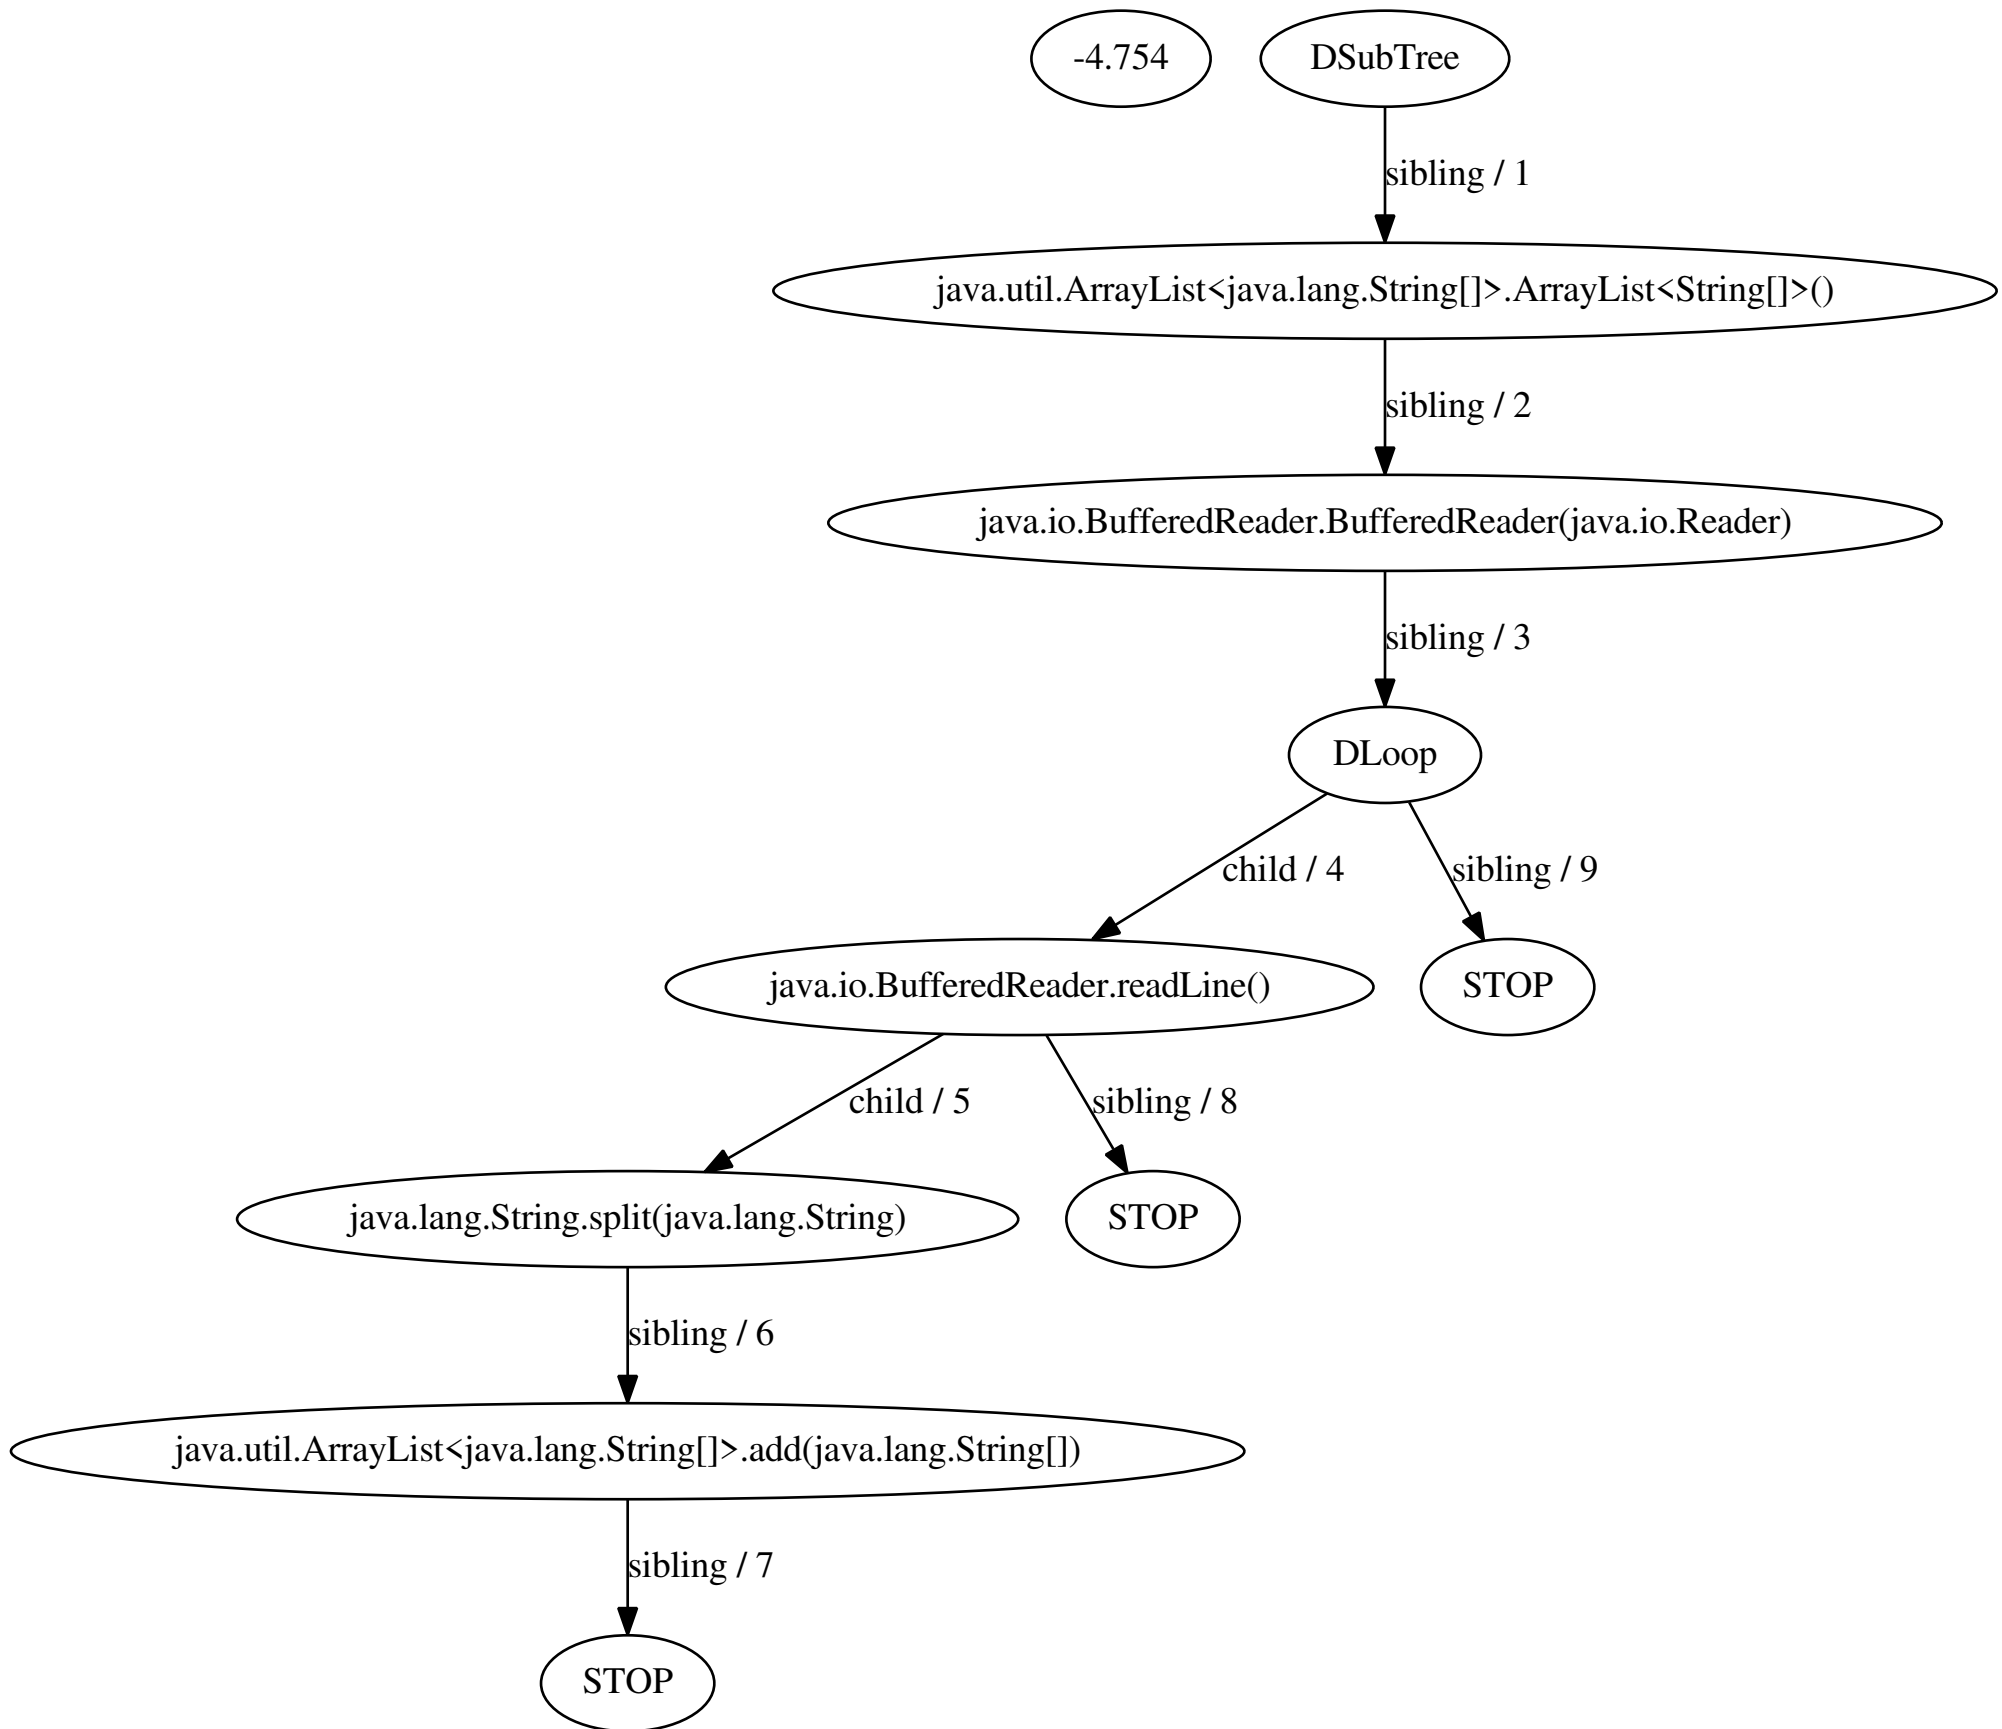 -4.754
DSubTree
sibling / 1
java.util.ArrayList<java.lang.String[]>.ArrayList<String[]>()
sibling / 2
java.io.BufferedReader.BufferedReader(java.io.Reader)
sibling / 3
DLoop
child / 4
sibling / 9
java.io.BufferedReader.readLine()
STOP
child / 5
sibling / 8
java.lang.String.split(java.lang.String)
STOP
sibling / 6
java.util.ArrayList<java.lang.String[]>.add(java.lang.String[])
sibling / 7
STOP